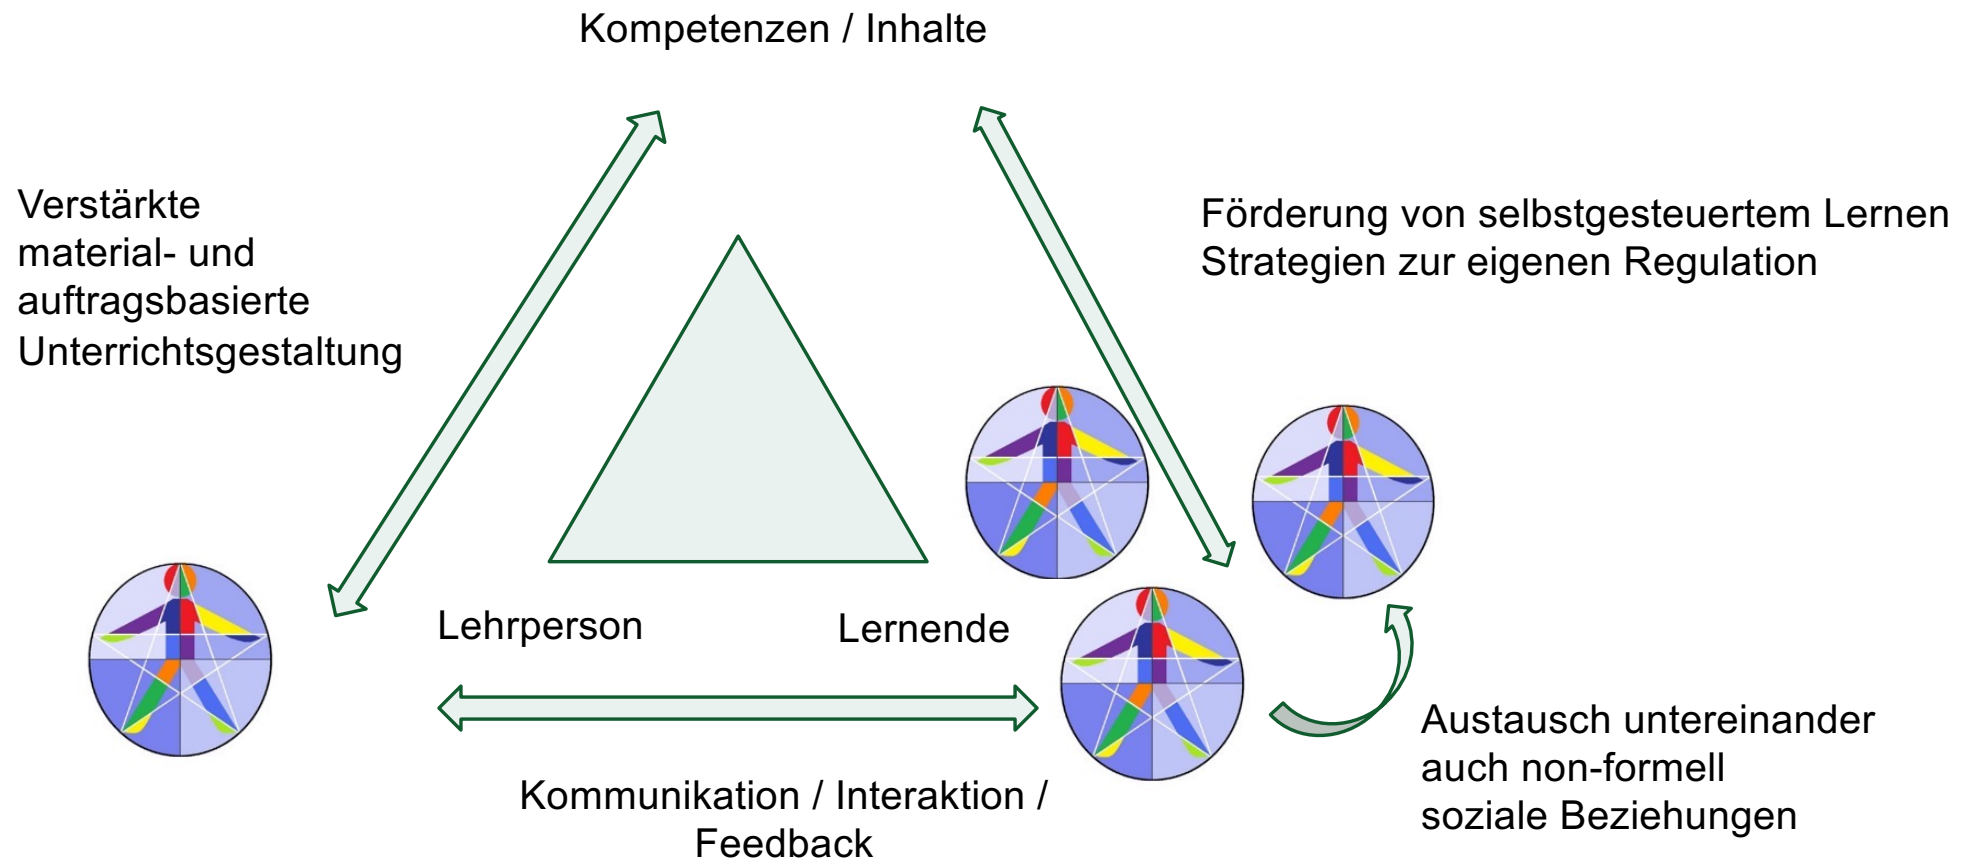 Kompetenzen / Inhalte
Verstärkte
material- und
auftragsbasierte
Unterrichtsgestaltung
Förderung von selbstgesteuertem Lernen
Strategien zur eigenen Regulation
Lehrperson
Lernende
Kommunikation / Interaktion /
Feedback
Austausch untereinander
auch non-formell
soziale Beziehungen